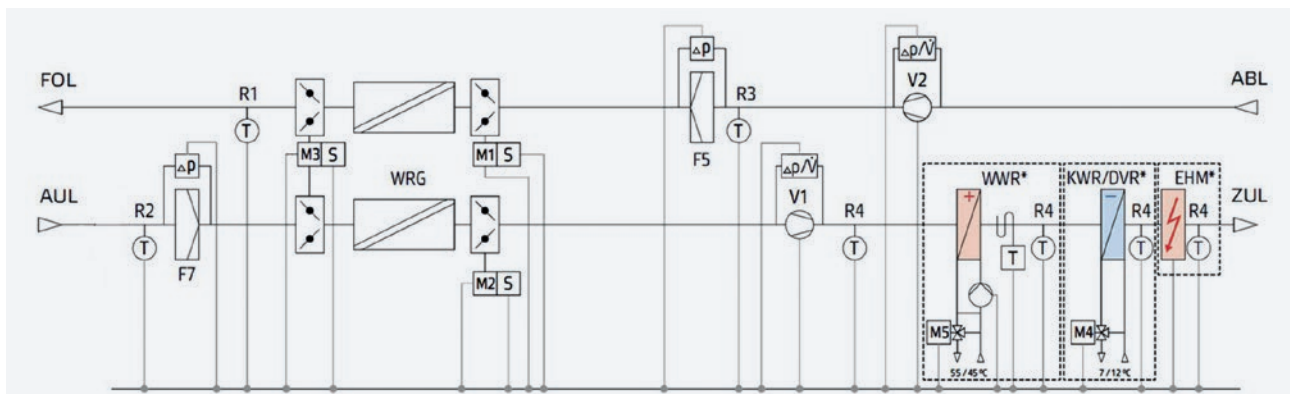 Δp
Δp/V̇
FOL
R1
V2
ABL
R3
T
T
M3 S
M1 S
F5
Δp
WRG
Δp/V̇
WWR*
KWR/DVR*
EHM*
AUL
R2
V1
R4
+
R4
−
R4
R4
ZUL
T
F7
T
T
T
T
T
M2 S
M5
M4
55/45°C
7/12°C